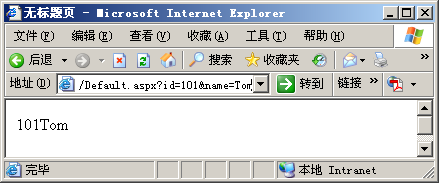 无标题页 - Microsoft Internet Explorer
文件(F) 编辑(E) 查看(V) 收藏(A) 工具(T) 帮助(H)
后退 搜索 收藏夹 »
地址(D) /Default.aspx?id=101&name=Tom 转到 链接 »
101Tom
完毕 本地 Intranet